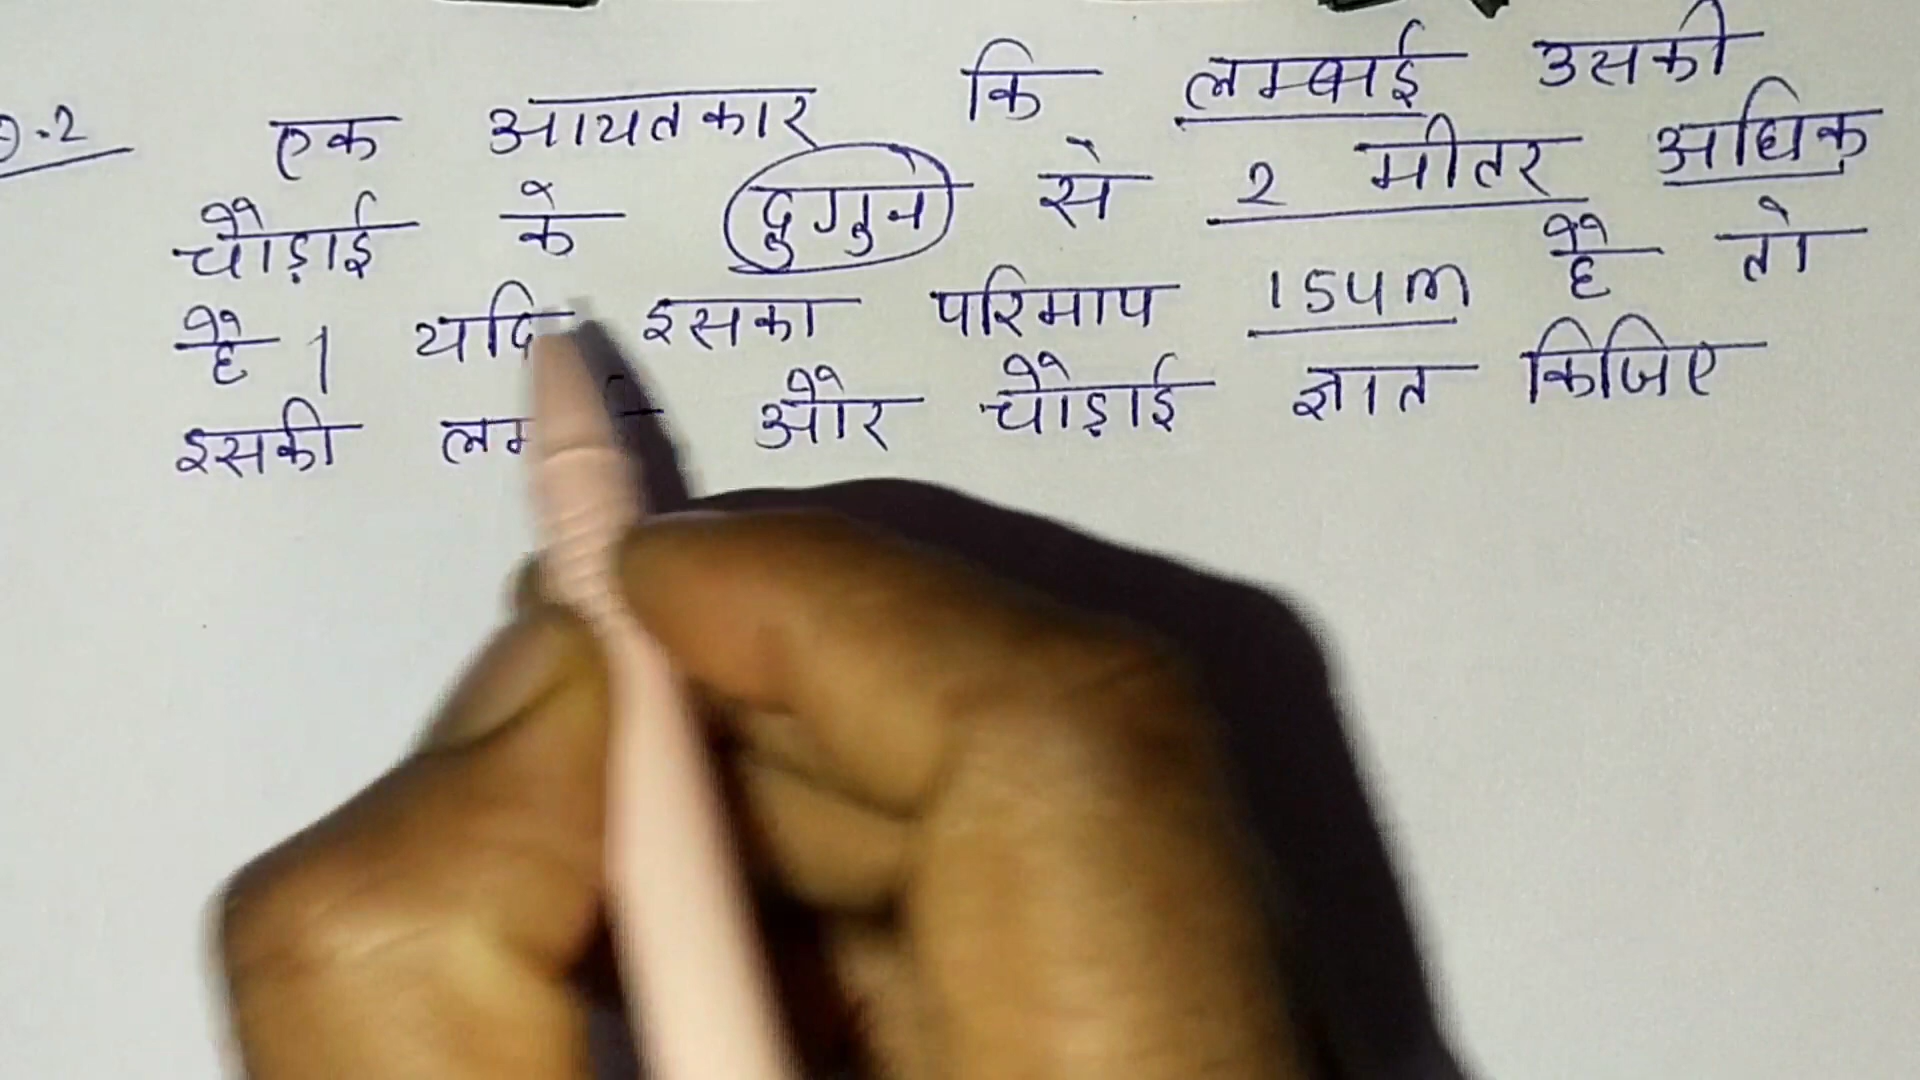 Q.2 एक आयतकार कि लम्बाई उसकी
चौड़ाई के दुगुने से 2 मीतर अधिक
है। यदि इसका परिमाप 154m है तो
इसकी और चौड़ाई ज्ञात किजिए